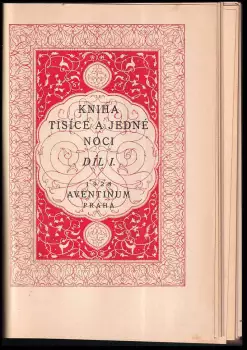 KNIHA
TISÍCE A JEDNÉ
NOCI
DÍL I.
1928
AVENTINUM
PRAHA